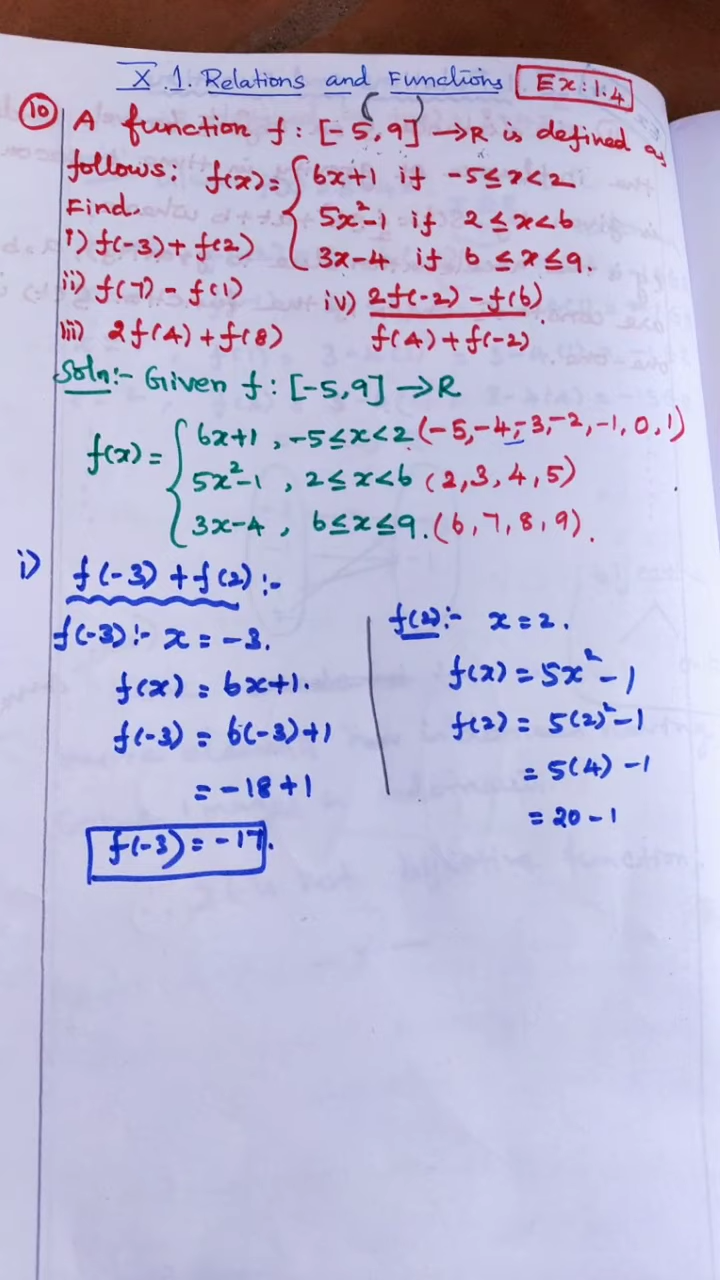 X.1. Relations and Functions Ex:1:4
10 A function f : [-5, 9] →R is defined as
follows: f(x) = { 6x+1 if -5≤x<2
Find. 5x²-1 if 2≤x<6
i) f(-3) + f(2) 3x-4 if 6≤x≤9.
ii) f(7) - f(1) iv) 2f(-2) - f(6)
iii) 2f(4) + f(8) f(4) + f(-2) .
Soln:- Given f : [-5, 9] →R
f(x) = { 6x+1 , -5≤x<2 (-5, -4, -3, -2, -1, 0, 1)
5x²-1 , 2≤x<6 (2, 3, 4, 5)
3x-4 , 6≤x≤9. (6, 7, 8, 9).
i) f(-3) + f(2) :-
f(-3) :- x = -3.
f(x) = 6x+1.
f(-3) = 6(-3)+1
= -18+1
f(-3) = -17.
f(2) :- x = 2.
f(x) = 5x²-1
f(2) = 5(2)²-1
= 5(4) -1
= 20-1